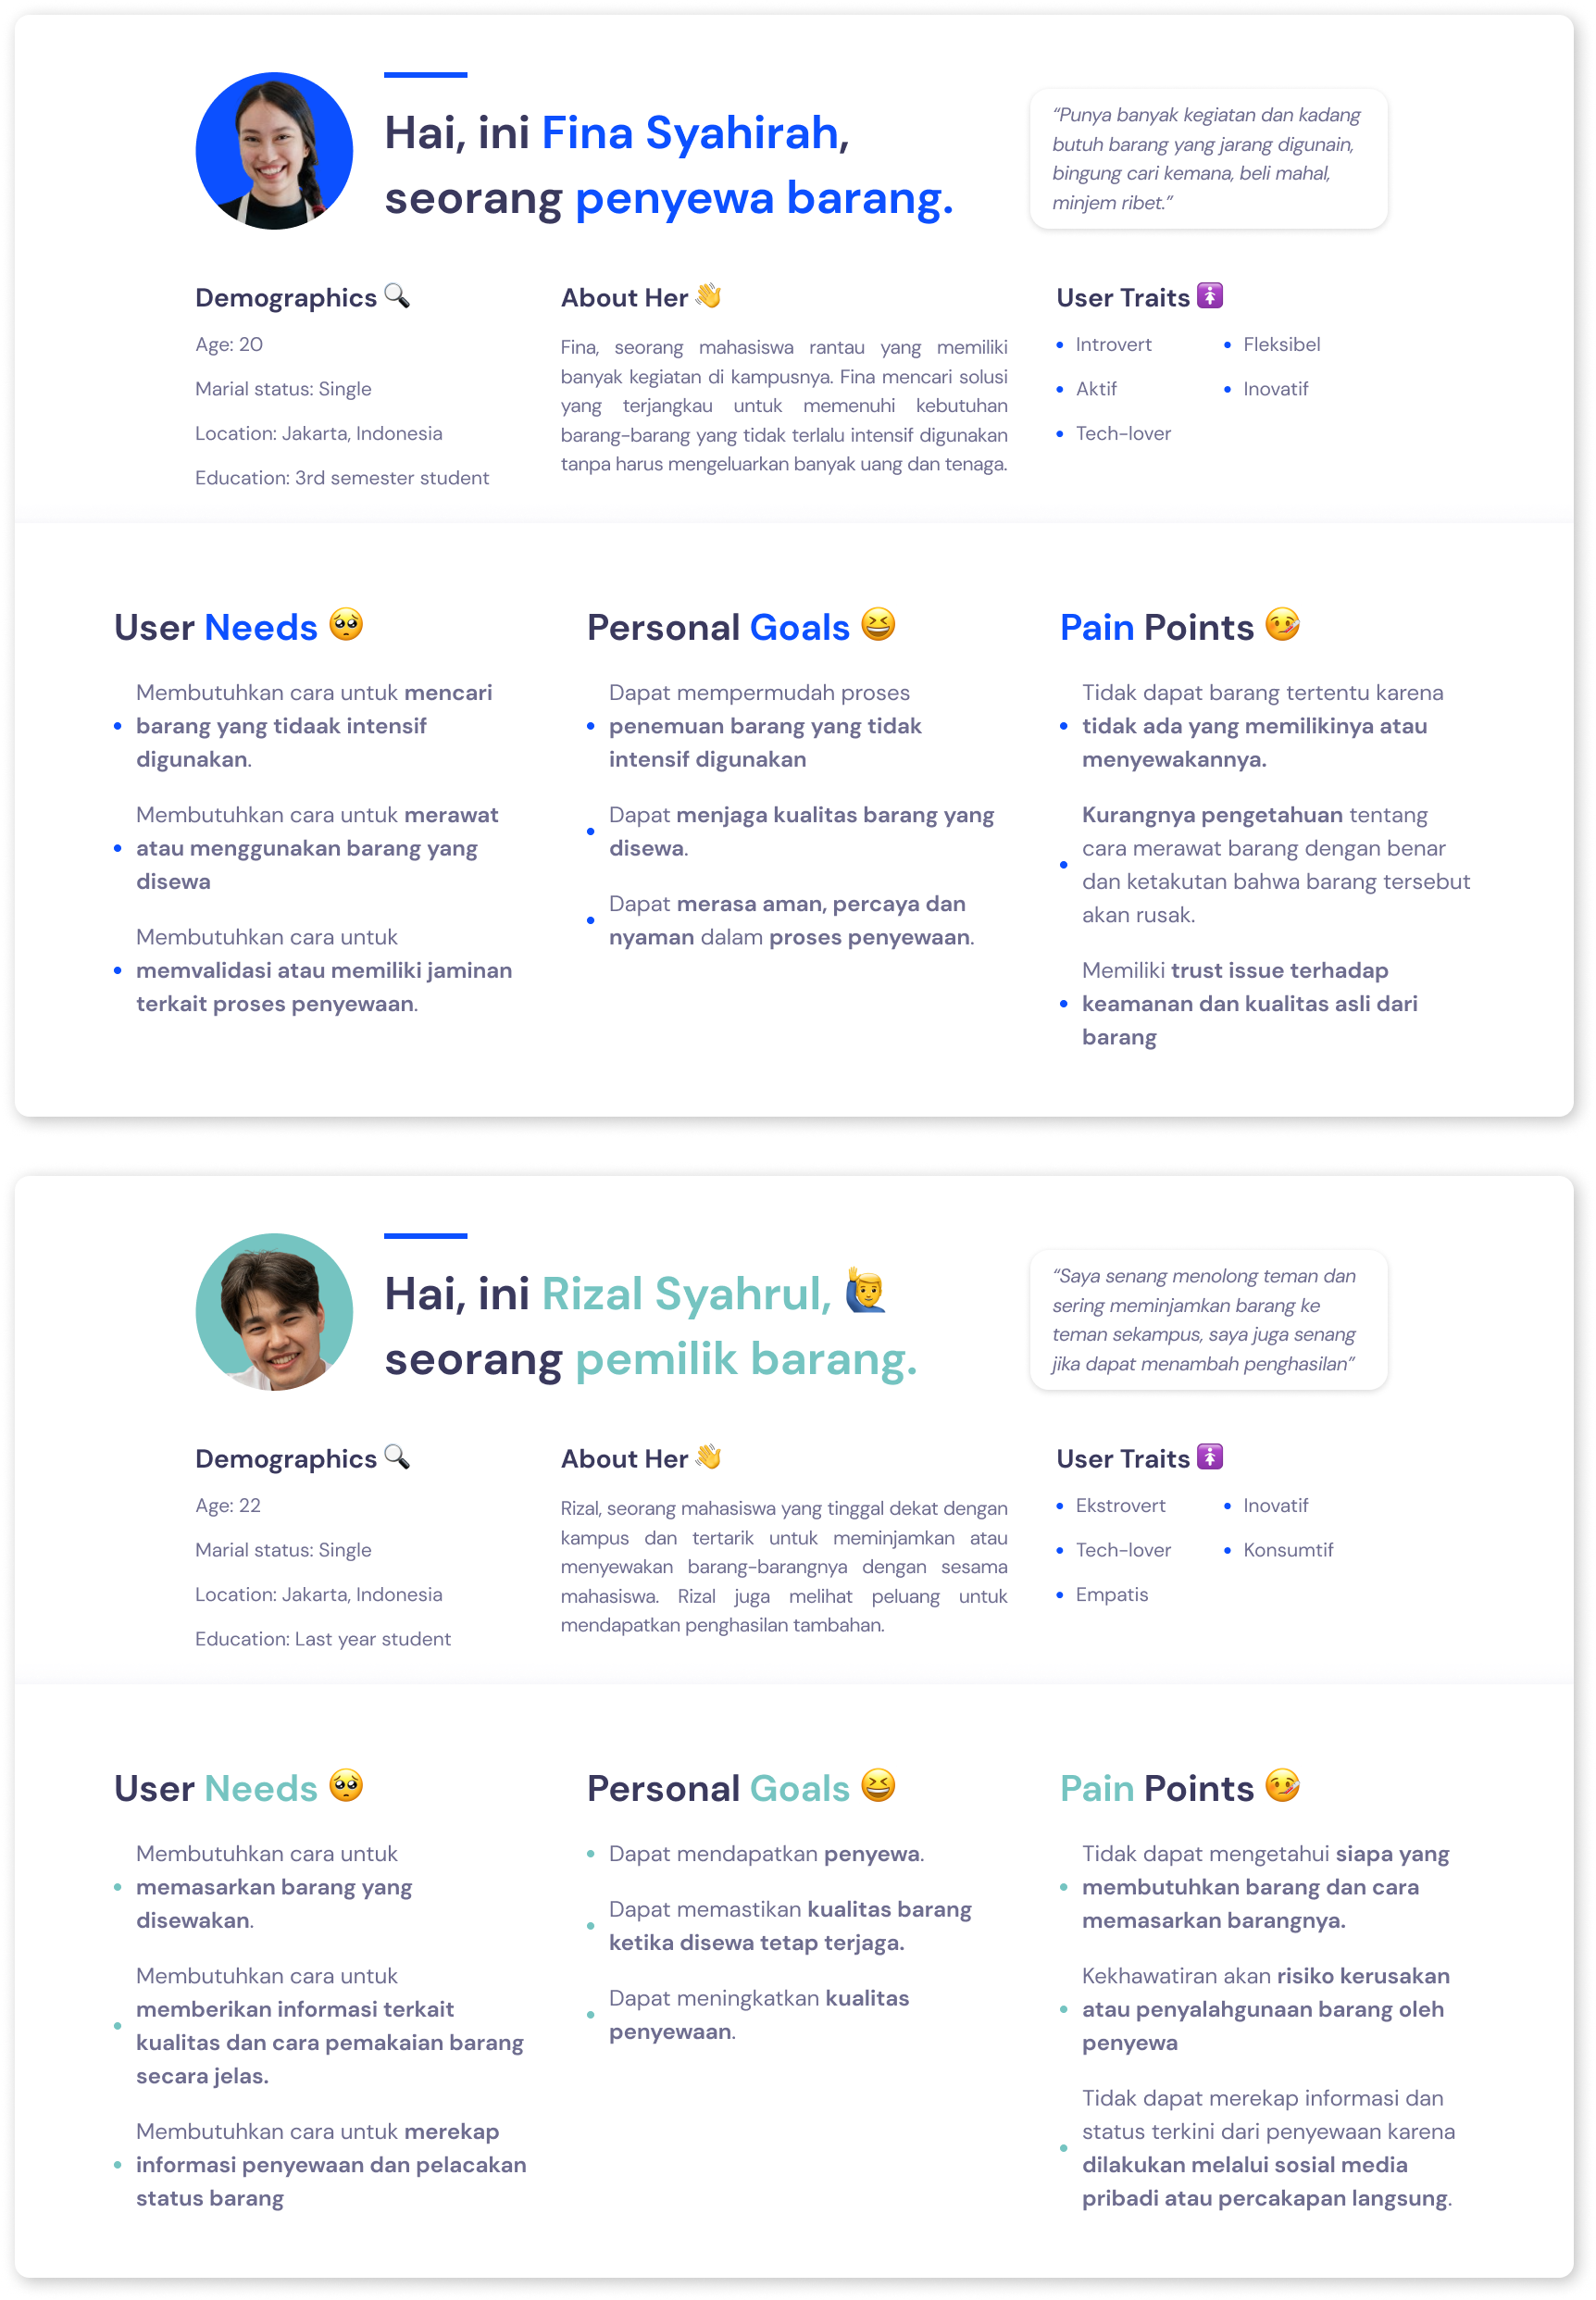 Hai, ini Fina Syahirah,
seorang penyewa barang.
“Punya banyak kegiatan dan kadang
butuh barang yang jarang digunain,
bingung cari kemana, beli mahal,
minjem ribet.”
Demographics
Age: 20
Marial status: Single
Location: Jakarta, Indonesia
Education: 3rd semester student
About Her
Fina, seorang mahasiswa rantau yang memiliki
banyak kegiatan di kampusnya. Fina mencari solusi
yang terjangkau untuk memenuhi kebutuhan
barang-barang yang tidak terlalu intensif digunakan
tanpa harus mengeluarkan banyak uang dan tenaga.
User Traits
Introvert
Aktif
Tech-lover
Fleksibel
Inovatif
User Needs
Membutuhkan cara untuk mencari
barang yang tidaak intensif
digunakan.
Membutuhkan cara untuk merawat
atau menggunakan barang yang
disewa
Membutuhkan cara untuk
memvalidasi atau memiliki jaminan
terkait proses penyewaan.
Personal Goals
Dapat mempermudah proses
penemuan barang yang tidak
intensif digunakan
Dapat menjaga kualitas barang yang
disewa.
Dapat merasa aman, percaya dan
nyaman dalam proses penyewaan.
Pain Points
Tidak dapat barang tertentu karena
tidak ada yang memilikinya atau
menyewakannya.
Kurangnya pengetahuan tentang
cara merawat barang dengan benar
dan ketakutan bahwa barang tersebut
akan rusak.
Memiliki trust issue terhadap
keamanan dan kualitas asli dari
barang
Hai, ini Rizal Syahrul,
seorang pemilik barang.
“Saya senang menolong teman dan
sering meminjamkan barang ke
teman sekampus, saya juga senang
jika dapat menambah penghasilan”
Demographics
Age: 22
Marial status: Single
Location: Jakarta, Indonesia
Education: Last year student
About Her
Rizal, seorang mahasiswa yang tinggal dekat dengan
kampus dan tertarik untuk meminjamkan atau
menyewakan barang-barangnya dengan sesama
mahasiswa. Rizal juga melihat peluang untuk
mendapatkan penghasilan tambahan.
User Traits
Ekstrovert
Tech-lover
Empatis
Inovatif
Konsumtif
User Needs
Membutuhkan cara untuk
memasarkan barang yang
disewakan.
Membutuhkan cara untuk
memberikan informasi terkait
kualitas dan cara pemakaian barang
secara jelas.
Membutuhkan cara untuk merekap
informasi penyewaan dan pelacakan
status barang
Personal Goals
Dapat mendapatkan penyewa.
Dapat memastikan kualitas barang
ketika disewa tetap terjaga.
Dapat meningkatkan kualitas
penyewaan.
Pain Points
Tidak dapat mengetahui siapa yang
membutuhkan barang dan cara
memasarkan barangnya.
Kekhawatiran akan risiko kerusakan
atau penyalahgunaan barang oleh
penyewa
Tidak dapat merekap informasi dan
status terkini dari penyewaan karena
dilakukan melalui sosial media
pribadi atau percakapan langsung.